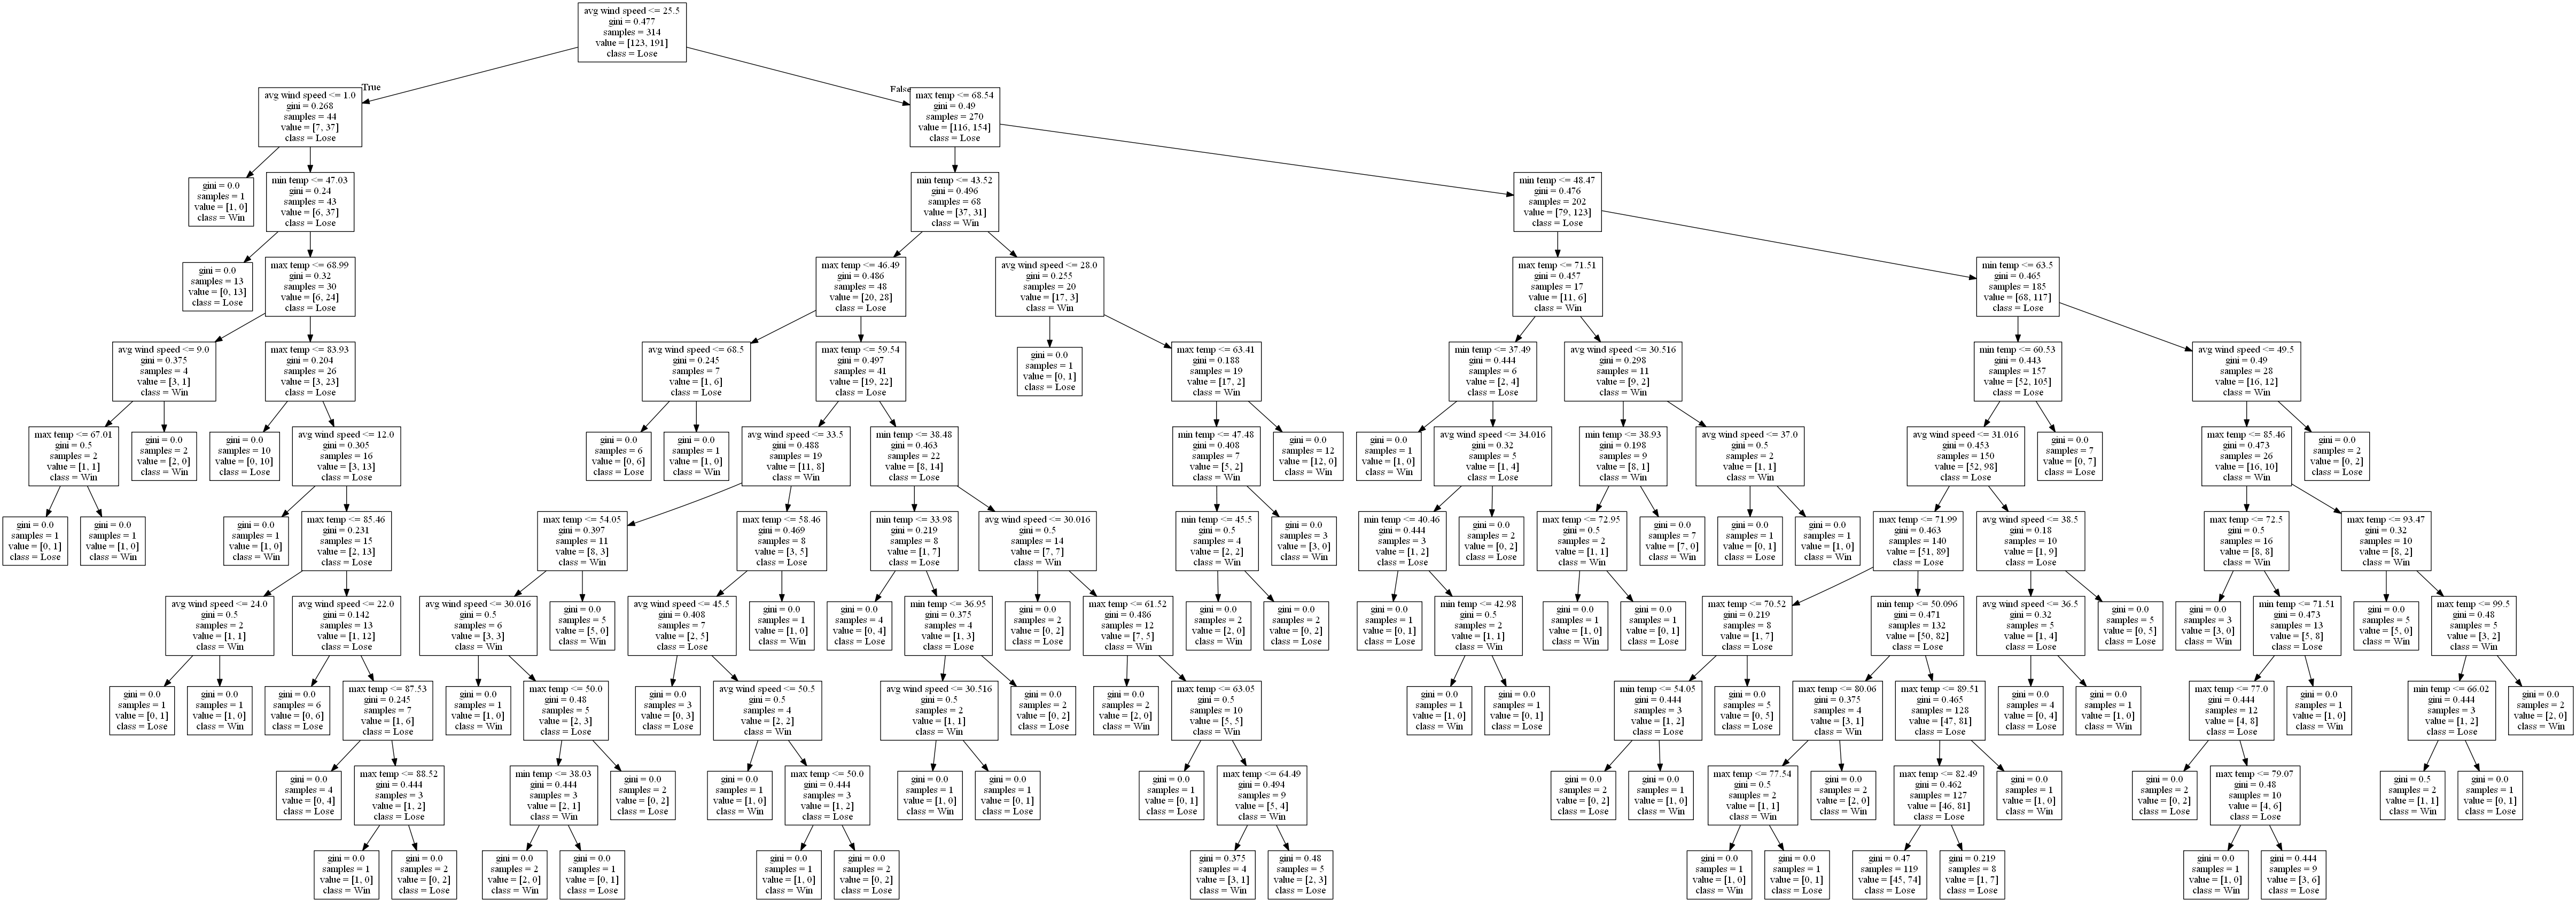 avg wind speed <= 25.5
gini = 0.477
samples = 314
value = [123, 191]
class = Lose
True
False
avg wind speed <= 1.0
gini = 0.268
samples = 44
value = [7, 37]
class = Lose
max temp <= 68.54
gini = 0.49
samples = 270
value = [116, 154]
class = Lose
gini = 0.0
samples = 1
value = [1, 0]
class = Win
min temp <= 47.03
gini = 0.24
samples = 43
value = [6, 37]
class = Lose
min temp <= 43.52
gini = 0.496
samples = 68
value = [37, 31]
class = Win
min temp <= 48.47
gini = 0.476
samples = 202
value = [79, 123]
class = Lose
gini = 0.0
samples = 13
value = [0, 13]
class = Lose
max temp <= 68.99
gini = 0.32
samples = 30
value = [6, 24]
class = Lose
max temp <= 46.49
gini = 0.486
samples = 48
value = [20, 28]
class = Lose
avg wind speed <= 28.0
gini = 0.255
samples = 20
value = [17, 3]
class = Win
max temp <= 71.51
gini = 0.457
samples = 17
value = [11, 6]
class = Win
min temp <= 63.5
gini = 0.465
samples = 185
value = [68, 117]
class = Lose
avg wind speed <= 9.0
gini = 0.375
samples = 4
value = [3, 1]
class = Win
max temp <= 83.93
gini = 0.204
samples = 26
value = [3, 23]
class = Lose
avg wind speed <= 68.5
gini = 0.245
samples = 7
value = [1, 6]
class = Lose
max temp <= 59.54
gini = 0.497
samples = 41
value = [19, 22]
class = Lose
gini = 0.0
samples = 1
value = [0, 1]
class = Lose
max temp <= 63.41
gini = 0.188
samples = 19
value = [17, 2]
class = Win
min temp <= 37.49
gini = 0.444
samples = 6
value = [2, 4]
class = Lose
avg wind speed <= 30.516
gini = 0.298
samples = 11
value = [9, 2]
class = Win
min temp <= 60.53
gini = 0.443
samples = 157
value = [52, 105]
class = Lose
avg wind speed <= 49.5
gini = 0.49
samples = 28
value = [16, 12]
class = Win
max temp <= 67.01
gini = 0.5
samples = 2
value = [1, 1]
class = Win
gini = 0.0
samples = 2
value = [2, 0]
class = Win
gini = 0.0
samples = 10
value = [0, 10]
class = Lose
avg wind speed <= 12.0
gini = 0.305
samples = 16
value = [3, 13]
class = Lose
gini = 0.0
samples = 6
value = [0, 6]
class = Lose
gini = 0.0
samples = 1
value = [1, 0]
class = Win
avg wind speed <= 33.5
gini = 0.488
samples = 19
value = [11, 8]
class = Win
min temp <= 38.48
gini = 0.463
samples = 22
value = [8, 14]
class = Lose
min temp <= 47.48
gini = 0.408
samples = 7
value = [5, 2]
class = Win
gini = 0.0
samples = 12
value = [12, 0]
class = Win
gini = 0.0
samples = 1
value = [1, 0]
class = Win
avg wind speed <= 34.016
gini = 0.32
samples = 5
value = [1, 4]
class = Lose
min temp <= 38.93
gini = 0.198
samples = 9
value = [8, 1]
class = Win
avg wind speed <= 37.0
gini = 0.5
samples = 2
value = [1, 1]
class = Win
avg wind speed <= 31.016
gini = 0.453
samples = 150
value = [52, 98]
class = Lose
gini = 0.0
samples = 7
value = [0, 7]
class = Lose
max temp <= 85.46
gini = 0.473
samples = 26
value = [16, 10]
class = Win
gini = 0.0
samples = 2
value = [0, 2]
class = Lose
gini = 0.0
samples = 1
value = [0, 1]
class = Lose
gini = 0.0
samples = 1
value = [1, 0]
class = Win
gini = 0.0
samples = 1
value = [1, 0]
class = Win
max temp <= 85.46
gini = 0.231
samples = 15
value = [2, 13]
class = Lose
max temp <= 54.05
gini = 0.397
samples = 11
value = [8, 3]
class = Win
max temp <= 58.46
gini = 0.469
samples = 8
value = [3, 5]
class = Lose
min temp <= 33.98
gini = 0.219
samples = 8
value = [1, 7]
class = Lose
avg wind speed <= 30.016
gini = 0.5
samples = 14
value = [7, 7]
class = Win
min temp <= 45.5
gini = 0.5
samples = 4
value = [2, 2]
class = Win
gini = 0.0
samples = 3
value = [3, 0]
class = Win
min temp <= 40.46
gini = 0.444
samples = 3
value = [1, 2]
class = Lose
gini = 0.0
samples = 2
value = [0, 2]
class = Lose
max temp <= 72.95
gini = 0.5
samples = 2
value = [1, 1]
class = Win
gini = 0.0
samples = 7
value = [7, 0]
class = Win
gini = 0.0
samples = 1
value = [0, 1]
class = Lose
gini = 0.0
samples = 1
value = [1, 0]
class = Win
max temp <= 71.99
gini = 0.463
samples = 140
value = [51, 89]
class = Lose
avg wind speed <= 38.5
gini = 0.18
samples = 10
value = [1, 9]
class = Lose
max temp <= 72.5
gini = 0.5
samples = 16
value = [8, 8]
class = Win
max temp <= 93.47
gini = 0.32
samples = 10
value = [8, 2]
class = Win
avg wind speed <= 24.0
gini = 0.5
samples = 2
value = [1, 1]
class = Win
avg wind speed <= 22.0
gini = 0.142
samples = 13
value = [1, 12]
class = Lose
avg wind speed <= 30.016
gini = 0.5
samples = 6
value = [3, 3]
class = Win
gini = 0.0
samples = 5
value = [5, 0]
class = Win
avg wind speed <= 45.5
gini = 0.408
samples = 7
value = [2, 5]
class = Lose
gini = 0.0
samples = 1
value = [1, 0]
class = Win
gini = 0.0
samples = 4
value = [0, 4]
class = Lose
min temp <= 36.95
gini = 0.375
samples = 4
value = [1, 3]
class = Lose
gini = 0.0
samples = 2
value = [0, 2]
class = Lose
max temp <= 61.52
gini = 0.486
samples = 12
value = [7, 5]
class = Win
gini = 0.0
samples = 2
value = [2, 0]
class = Win
gini = 0.0
samples = 2
value = [0, 2]
class = Lose
gini = 0.0
samples = 1
value = [0, 1]
class = Lose
min temp <= 42.98
gini = 0.5
samples = 2
value = [1, 1]
class = Win
gini = 0.0
samples = 1
value = [1, 0]
class = Win
gini = 0.0
samples = 1
value = [0, 1]
class = Lose
max temp <= 70.52
gini = 0.219
samples = 8
value = [1, 7]
class = Lose
min temp <= 50.096
gini = 0.471
samples = 132
value = [50, 82]
class = Lose
avg wind speed <= 36.5
gini = 0.32
samples = 5
value = [1, 4]
class = Lose
gini = 0.0
samples = 5
value = [0, 5]
class = Lose
gini = 0.0
samples = 3
value = [3, 0]
class = Win
min temp <= 71.51
gini = 0.473
samples = 13
value = [5, 8]
class = Lose
gini = 0.0
samples = 5
value = [5, 0]
class = Win
max temp <= 99.5
gini = 0.48
samples = 5
value = [3, 2]
class = Win
gini = 0.0
samples = 1
value = [0, 1]
class = Lose
gini = 0.0
samples = 1
value = [1, 0]
class = Win
gini = 0.0
samples = 6
value = [0, 6]
class = Lose
max temp <= 87.53
gini = 0.245
samples = 7
value = [1, 6]
class = Lose
gini = 0.0
samples = 1
value = [1, 0]
class = Win
max temp <= 50.0
gini = 0.48
samples = 5
value = [2, 3]
class = Lose
gini = 0.0
samples = 3
value = [0, 3]
class = Lose
avg wind speed <= 50.5
gini = 0.5
samples = 4
value = [2, 2]
class = Win
avg wind speed <= 30.516
gini = 0.5
samples = 2
value = [1, 1]
class = Win
gini = 0.0
samples = 2
value = [0, 2]
class = Lose
gini = 0.0
samples = 2
value = [2, 0]
class = Win
max temp <= 63.05
gini = 0.5
samples = 10
value = [5, 5]
class = Win
gini = 0.0
samples = 1
value = [1, 0]
class = Win
gini = 0.0
samples = 1
value = [0, 1]
class = Lose
min temp <= 54.05
gini = 0.444
samples = 3
value = [1, 2]
class = Lose
gini = 0.0
samples = 5
value = [0, 5]
class = Lose
max temp <= 80.06
gini = 0.375
samples = 4
value = [3, 1]
class = Win
max temp <= 89.51
gini = 0.465
samples = 128
value = [47, 81]
class = Lose
gini = 0.0
samples = 4
value = [0, 4]
class = Lose
gini = 0.0
samples = 1
value = [1, 0]
class = Win
max temp <= 77.0
gini = 0.444
samples = 12
value = [4, 8]
class = Lose
gini = 0.0
samples = 1
value = [1, 0]
class = Win
min temp <= 66.02
gini = 0.444
samples = 3
value = [1, 2]
class = Lose
gini = 0.0
samples = 2
value = [2, 0]
class = Win
gini = 0.0
samples = 4
value = [0, 4]
class = Lose
max temp <= 88.52
gini = 0.444
samples = 3
value = [1, 2]
class = Lose
min temp <= 38.03
gini = 0.444
samples = 3
value = [2, 1]
class = Win
gini = 0.0
samples = 2
value = [0, 2]
class = Lose
gini = 0.0
samples = 1
value = [1, 0]
class = Win
max temp <= 50.0
gini = 0.444
samples = 3
value = [1, 2]
class = Lose
gini = 0.0
samples = 1
value = [1, 0]
class = Win
gini = 0.0
samples = 1
value = [0, 1]
class = Lose
gini = 0.0
samples = 1
value = [0, 1]
class = Lose
max temp <= 64.49
gini = 0.494
samples = 9
value = [5, 4]
class = Win
gini = 0.0
samples = 2
value = [0, 2]
class = Lose
gini = 0.0
samples = 1
value = [1, 0]
class = Win
max temp <= 77.54
gini = 0.5
samples = 2
value = [1, 1]
class = Win
gini = 0.0
samples = 2
value = [2, 0]
class = Win
max temp <= 82.49
gini = 0.462
samples = 127
value = [46, 81]
class = Lose
gini = 0.0
samples = 1
value = [1, 0]
class = Win
gini = 0.0
samples = 2
value = [0, 2]
class = Lose
max temp <= 79.07
gini = 0.48
samples = 10
value = [4, 6]
class = Lose
gini = 0.5
samples = 2
value = [1, 1]
class = Win
gini = 0.0
samples = 1
value = [0, 1]
class = Lose
gini = 0.0
samples = 1
value = [1, 0]
class = Win
gini = 0.0
samples = 2
value = [0, 2]
class = Lose
gini = 0.0
samples = 2
value = [2, 0]
class = Win
gini = 0.0
samples = 1
value = [0, 1]
class = Lose
gini = 0.0
samples = 1
value = [1, 0]
class = Win
gini = 0.0
samples = 2
value = [0, 2]
class = Lose
gini = 0.375
samples = 4
value = [3, 1]
class = Win
gini = 0.48
samples = 5
value = [2, 3]
class = Lose
gini = 0.0
samples = 1
value = [1, 0]
class = Win
gini = 0.0
samples = 1
value = [0, 1]
class = Lose
gini = 0.47
samples = 119
value = [45, 74]
class = Lose
gini = 0.219
samples = 8
value = [1, 7]
class = Lose
gini = 0.0
samples = 1
value = [1, 0]
class = Win
gini = 0.444
samples = 9
value = [3, 6]
class = Lose